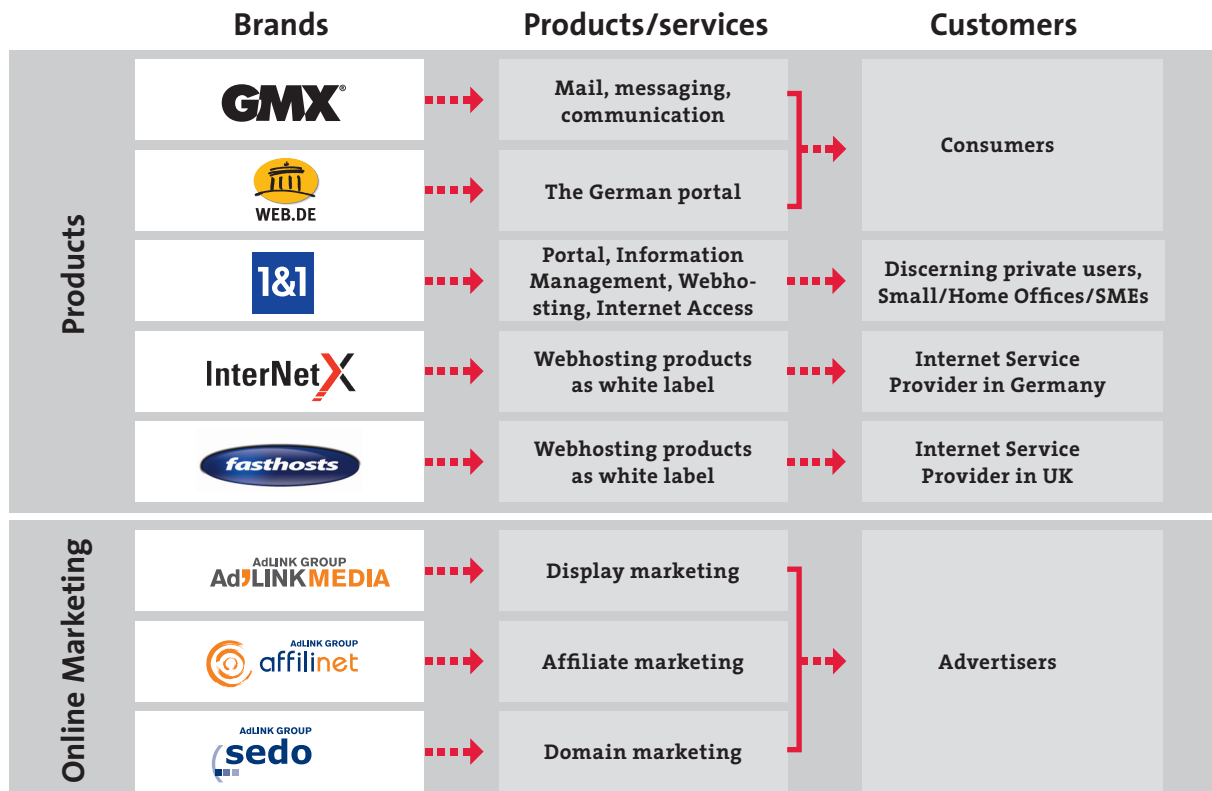 Brands
Products/services
Customers
Products
GMX®
Mail, messaging,
communication
Consumers
WEB.DE
The German portal
1&1
Portal, Information
Management, Webho-
sting, Internet Access
Discerning private users,
Small/Home Offices/SMEs
InterNetX
Webhosting products
as white label
Internet Service
Provider in Germany
fasthosts
Webhosting products
as white label
Internet Service
Provider in UK
Online Marketing
AdLINK GROUP
Ad'LINKMEDIA
Display marketing
Advertisers
AdLINK GROUP
affilinet
Affiliate marketing
AdLINK GROUP
sedo
Domain marketing